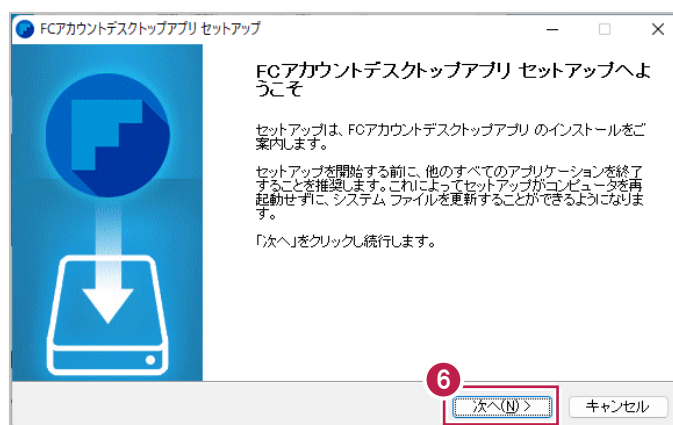 FCアカウントデスクトップアプリ セットアップ
FCアカウントデスクトップアプリ セットアップへよ
うこそ
セットアップは、FCアカウントデスクトップアプリ のインストールをご
案内します。
セットアップを開始する前に、他のすべてのアプリケーションを終了
することを推奨します。これによってセットアップがコンピュータを再
起動せずに、システム ファイルを更新することができるようになりま
す。
「次へ」をクリックし続行します。
6
次へ(N) >
キャンセル